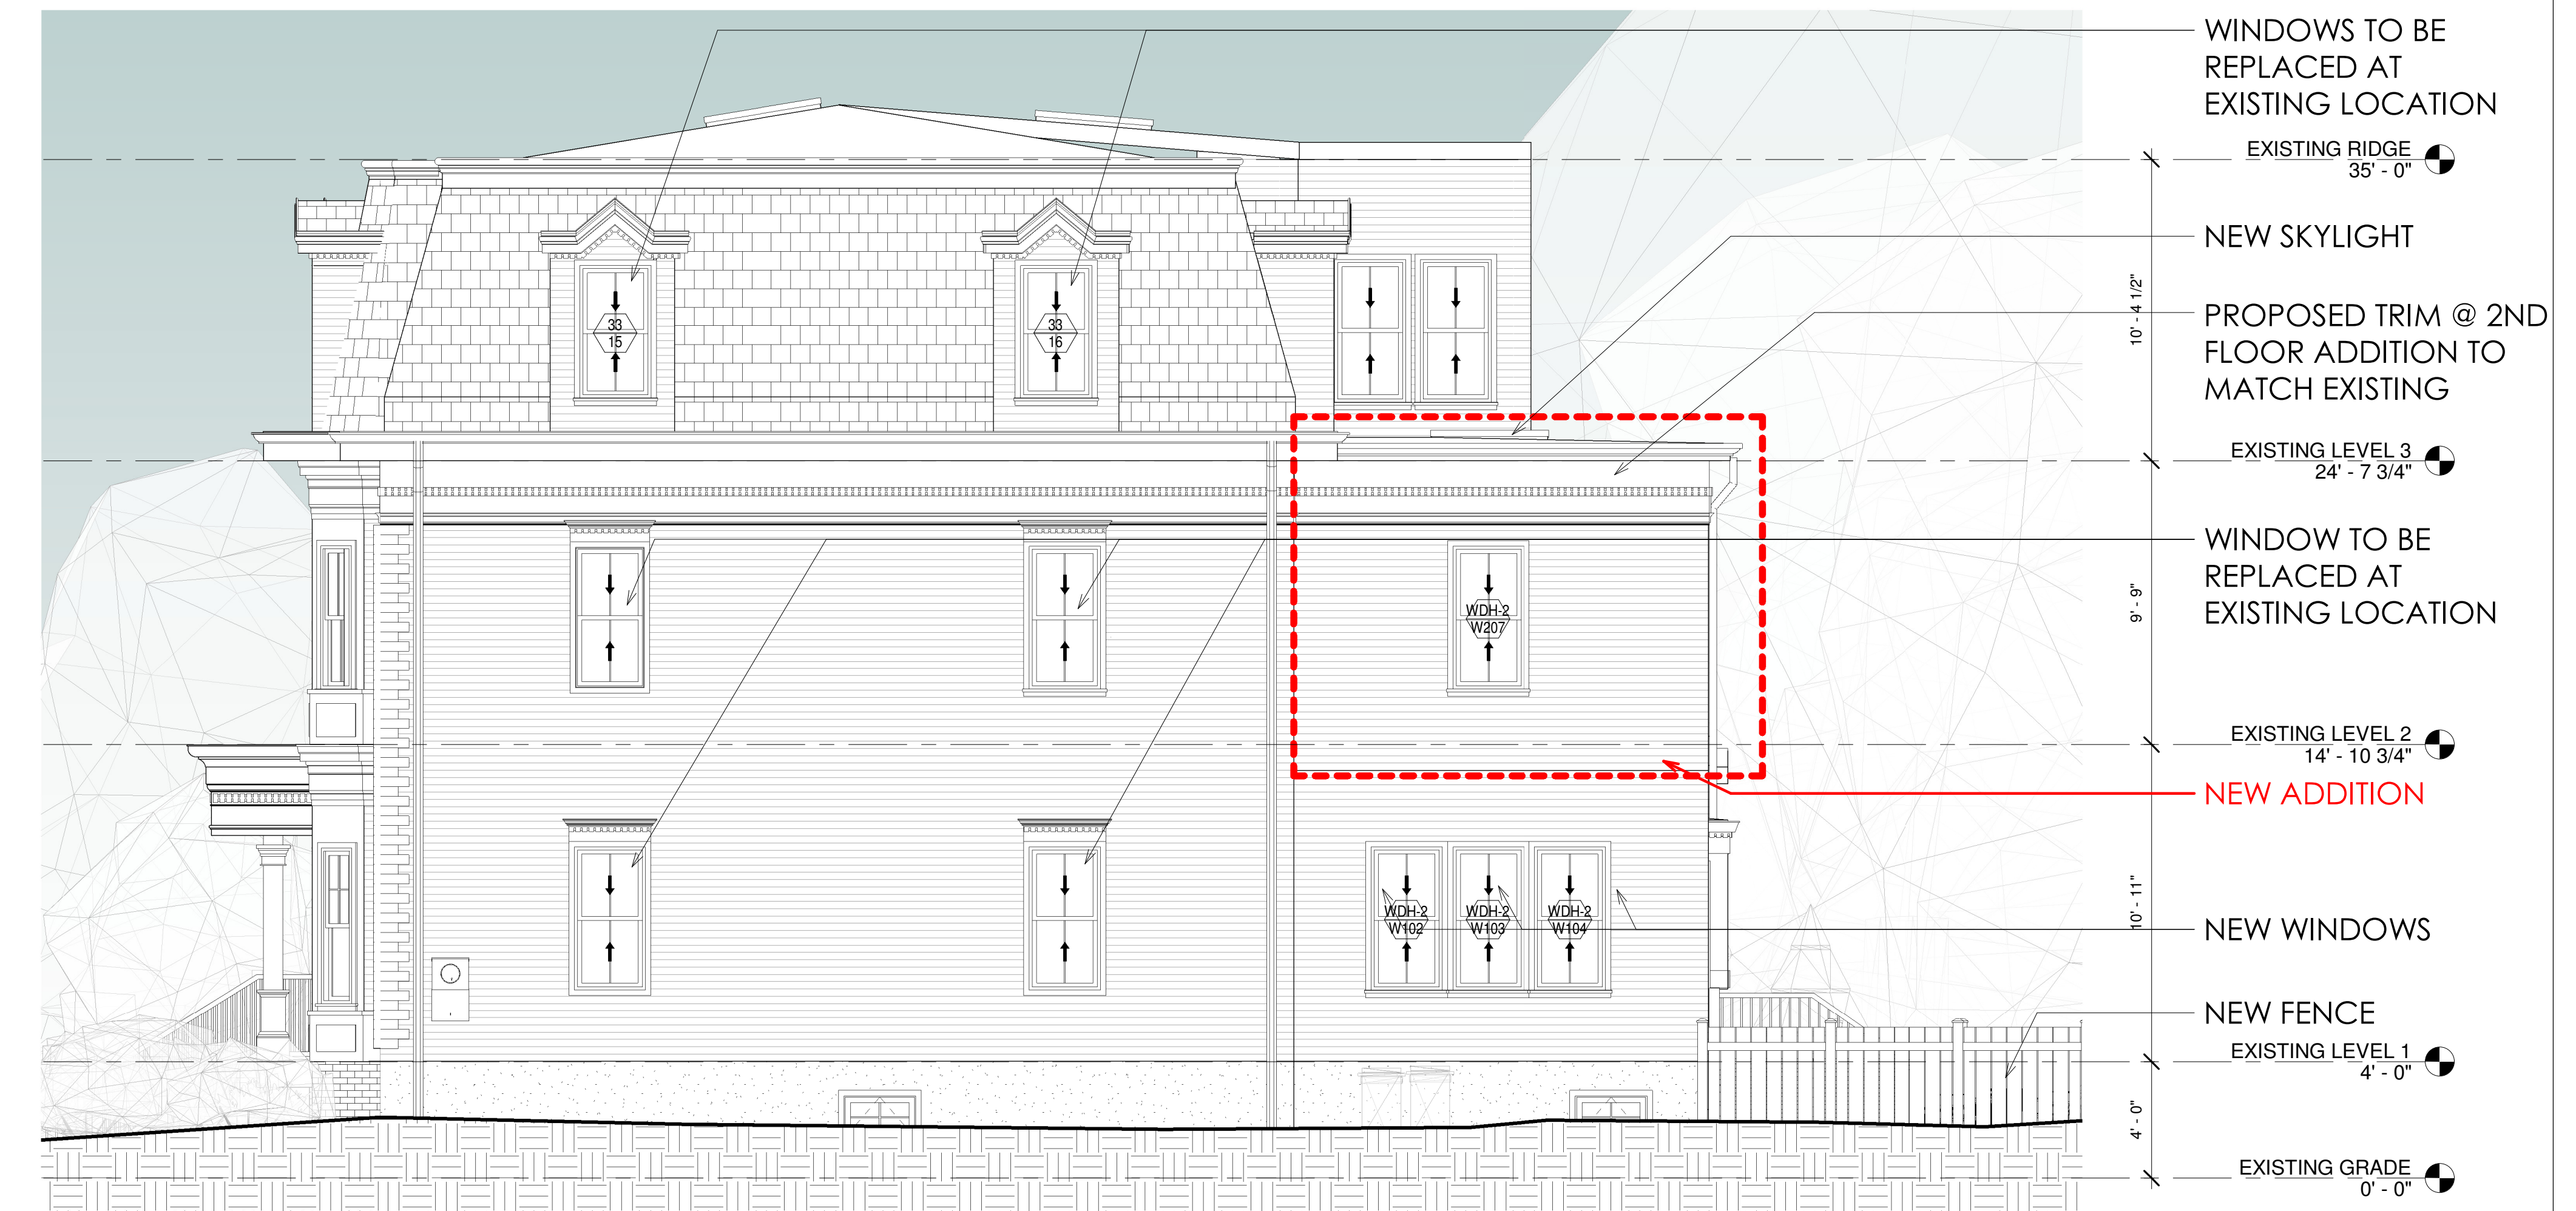 WINDOWS TO BE
REPLACED AT
EXISTING LOCATION
EXISTING RIDGE
35' - 0"
NEW SKYLIGHT
10' - 4 1/2"
PROPOSED TRIM @ 2ND
FLOOR ADDITION TO
MATCH EXISTING
33
15
33
16
EXISTING LEVEL 3
24' - 7 3/4"
WINDOW TO BE
REPLACED AT
EXISTING LOCATION
9' - 9"
WDH-2
W207
EXISTING LEVEL 2
14' - 10 3/4"
NEW ADDITION
10' - 11"
WDH-2
W102
WDH-2
W103
WDH-2
W104
NEW WINDOWS
NEW FENCE
EXISTING LEVEL 1
4' - 0"
4' - 0"
EXISTING GRADE
0' - 0"